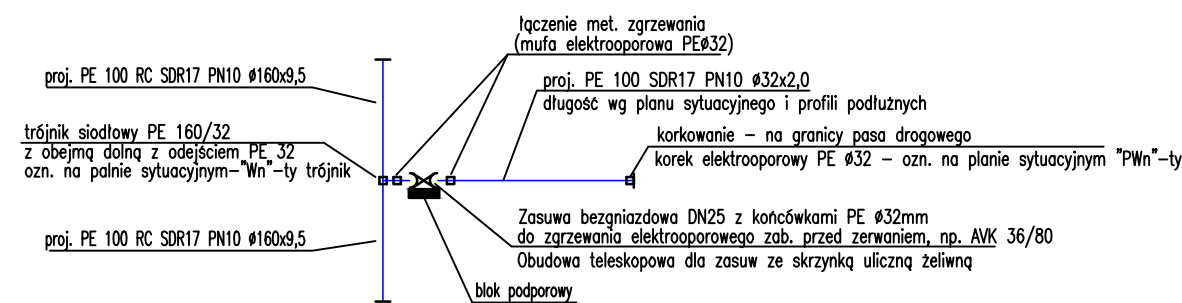 łączenie met. zgrzewania
(mufa elektrooporowa PEø32)
proj. PE 100 RC SDR17 PN10 ø160x9,5
proj. PE 100 SDR17 PN10 ø32x2,0
długość wg planu sytuacyjnego i profili podłużnych
trójnik siodłowy PE 160/32
z obejmą dolną z odejściem PE 32
ozn. na palnie sytuacyjnym-"Wn"-ty trójnik
korkowanie - na granicy pasa drogowego
korek elektrooporowy PE ø32 - ozn. na planie sytuacyjnym "PWn"-ty
proj. PE 100 RC SDR17 PN10 ø160x9,5
Zasuwa bezgniazdowa DN25 z końcówkami PE ø32mm
do zgrzewania elektrooporowego zab. przed zerwaniem, np. AVK 36/80
Obudowa teleskopowa dla zasuw ze skrzynką uliczną żeliwną
blok podporowy